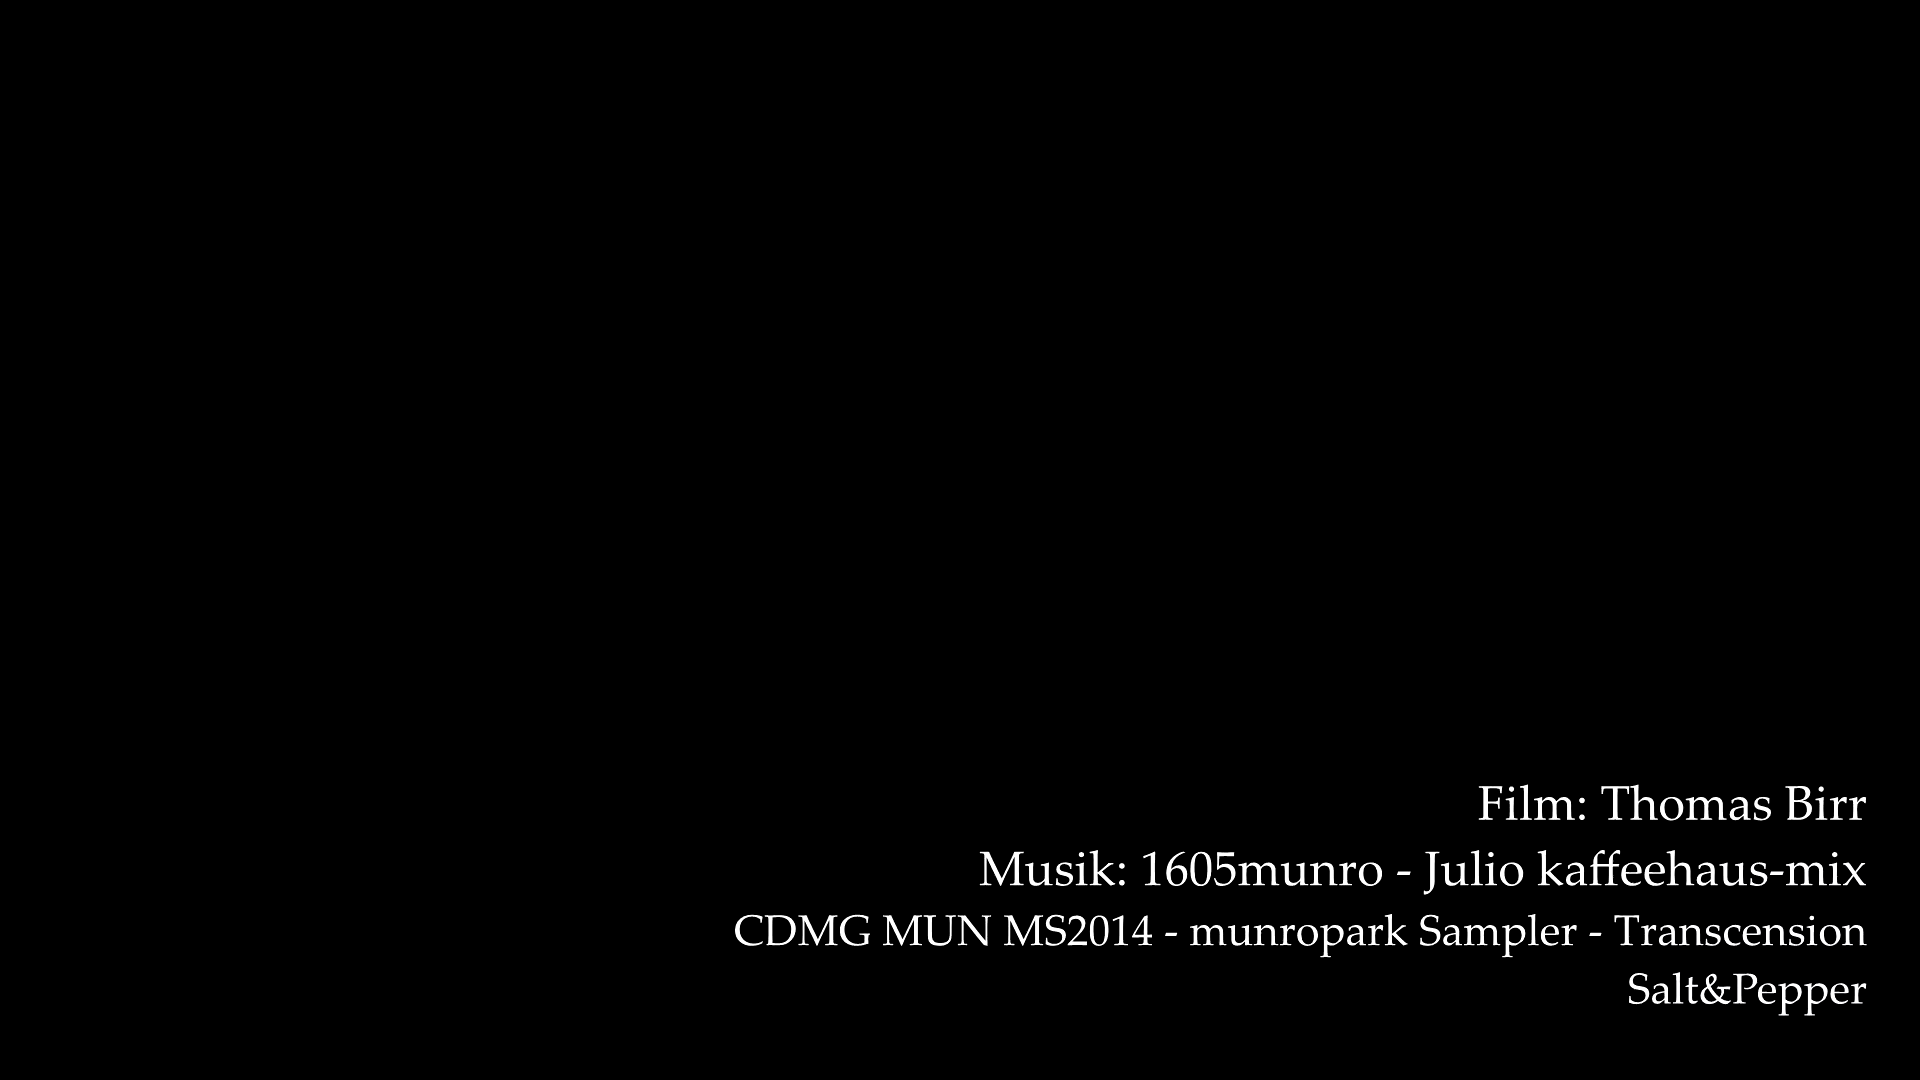 Film: Thomas Birr
Musik: 1605munro - Julio kaffeehaus-mix
CDMG MUN MS2014 - munropark Sampler - Transcension
Salt&Pepper